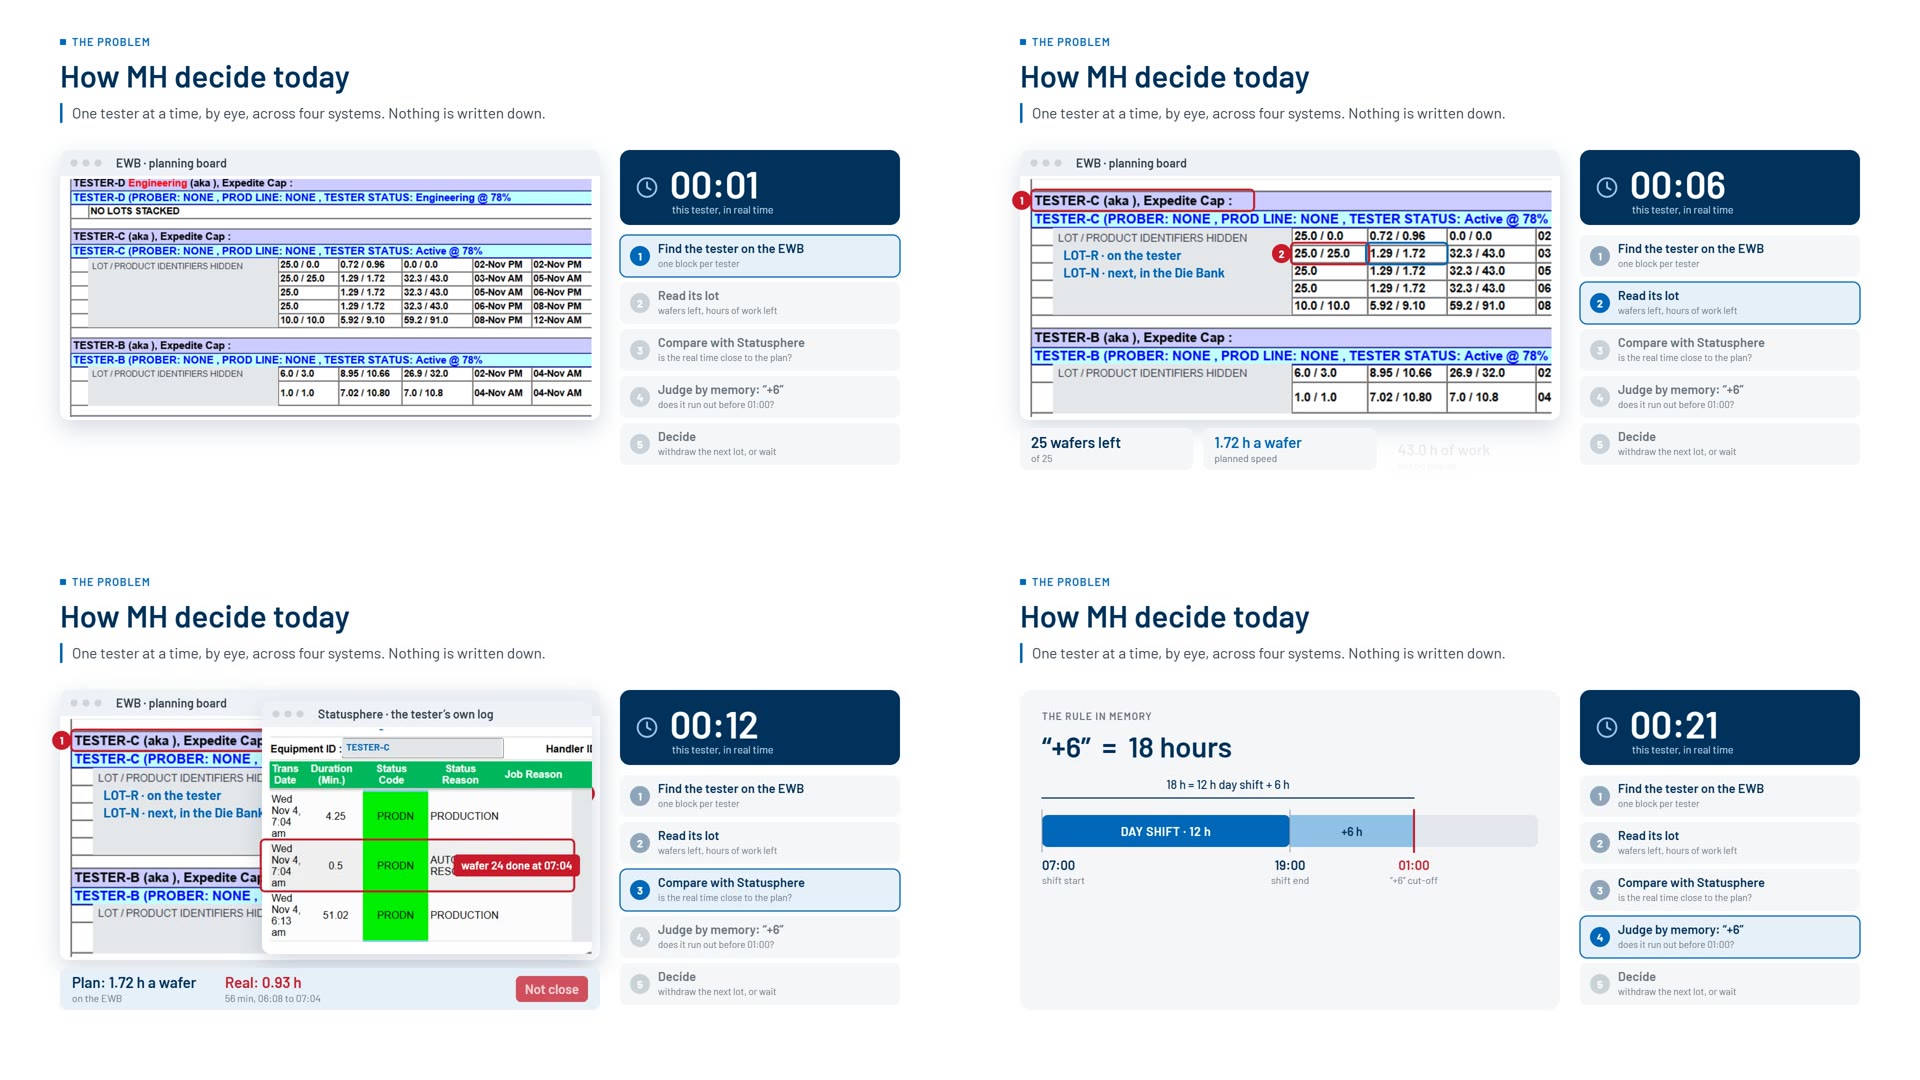 THE PROBLEM
How MH decide today
One tester at a time, by eye, across four systems. Nothing is written down.
EWB · planning board
TESTER-D Engineering (aka ), Expedite Cap :
TESTER-D (PROBER: NONE , PROD LINE: NONE , TESTER STATUS: Engineering @ 78%
NO LOTS STACKED
TESTER-C (aka ), Expedite Cap :
TESTER-C (PROBER: NONE , PROD LINE: NONE , TESTER STATUS: Active @ 78%
LOT / PRODUCT IDENTIFIERS HIDDEN 25.0 / 0.0 0.72 / 0.96 0.0 / 0.0 02-Nov PM 02-Nov PM
25.0 / 25.0 1.29 / 1.72 32.3 / 43.0 03-Nov AM 05-Nov AM
25.0 1.29 / 1.72 32.3 / 43.0 05-Nov AM 06-Nov PM
25.0 1.29 / 1.72 32.3 / 43.0 06-Nov PM 08-Nov PM
10.0 / 10.0 5.92 / 9.10 59.2 / 91.0 08-Nov PM 12-Nov AM
TESTER-B (aka ), Expedite Cap :
TESTER-B (PROBER: NONE , PROD LINE: NONE , TESTER STATUS: Active @ 78%
LOT / PRODUCT IDENTIFIERS HIDDEN 6.0 / 3.0 8.95 / 10.66 26.9 / 32.0 02-Nov PM 04-Nov AM
1.0 / 1.0 7.02 / 10.80 7.0 / 10.8 04-Nov AM 04-Nov AM
00:01
this tester, in real time
1 Find the tester on the EWB
one block per tester
2 Read its lot
wafers left, hours of work left
3 Compare with Statusphere
is the real time close to the plan?
4 Judge by memory: “+6”
does it run out before 01:00?
5 Decide
withdraw the next lot, or wait
THE PROBLEM
How MH decide today
One tester at a time, by eye, across four systems. Nothing is written down.
EWB · planning board
1 TESTER-C (aka ), Expedite Cap :
TESTER-C (PROBER: NONE , PROD LINE: NONE , TESTER STATUS: Active @ 78%
LOT / PRODUCT IDENTIFIERS HIDDEN 25.0 / 0.0 0.72 / 0.96 0.0 / 0.0 02
LOT-R · on the tester 2 25.0 / 25.0 1.29 / 1.72 32.3 / 43.0 03
LOT-N · next, in the Die Bank 25.0 1.29 / 1.72 32.3 / 43.0 05
25.0 1.29 / 1.72 32.3 / 43.0 06
10.0 / 10.0 5.92 / 9.10 59.2 / 91.0 08
TESTER-B (aka ), Expedite Cap :
TESTER-B (PROBER: NONE , PROD LINE: NONE , TESTER STATUS: Active @ 78%
LOT / PRODUCT IDENTIFIERS HIDDEN 6.0 / 3.0 8.95 / 10.66 26.9 / 32.0 02
1.0 / 1.0 7.02 / 10.80 7.0 / 10.8 04
25 wafers left
of 25
1.72 h a wafer
planned speed
43.0 h of work
00:06
this tester, in real time
1 Find the tester on the EWB
one block per tester
2 Read its lot
wafers left, hours of work left
3 Compare with Statusphere
is the real time close to the plan?
4 Judge by memory: “+6”
does it run out before 01:00?
5 Decide
withdraw the next lot, or wait
THE PROBLEM
How MH decide today
One tester at a time, by eye, across four systems. Nothing is written down.
EWB · planning board
1 TESTER-C (aka ), Expedite Cap
TESTER-C (PROBER: NONE ,
LOT / PRODUCT IDENTIFIERS HID
LOT-R · on the tester
LOT-N · next, in the Die Bank
TESTER-B (aka ), Expedite Cap
TESTER-B (PROBER: NONE ,
LOT / PRODUCT IDENTIFIERS HID
Statusphere · the tester’s own log
Equipment ID : TESTER-C Handler ID
Trans Date Duration (Min.) Status Code Status Reason Job Reason
Wed Nov 4, 7:04 am 4.25 PRODN PRODUCTION
Wed Nov 4, 7:04 am 0.5 PRODN AUTO RESO
wafer 24 done at 07:04
Wed Nov 4, 6:13 am 51.02 PRODN PRODUCTION
Plan: 1.72 h a wafer
on the EWB
Real: 0.93 h
56 min, 06:08 to 07:04
Not close
00:12
this tester, in real time
1 Find the tester on the EWB
one block per tester
2 Read its lot
wafers left, hours of work left
3 Compare with Statusphere
is the real time close to the plan?
4 Judge by memory: “+6”
does it run out before 01:00?
5 Decide
withdraw the next lot, or wait
THE PROBLEM
How MH decide today
One tester at a time, by eye, across four systems. Nothing is written down.
THE RULE IN MEMORY
“+6” = 18 hours
18 h = 12 h day shift + 6 h
DAY SHIFT · 12 h +6 h
07:00 19:00 01:00
shift start shift end “+6” cut-off
00:21
this tester, in real time
1 Find the tester on the EWB
one block per tester
2 Read its lot
wafers left, hours of work left
3 Compare with Statusphere
is the real time close to the plan?
4 Judge by memory: “+6”
does it run out before 01:00?
5 Decide
withdraw the next lot, or wait